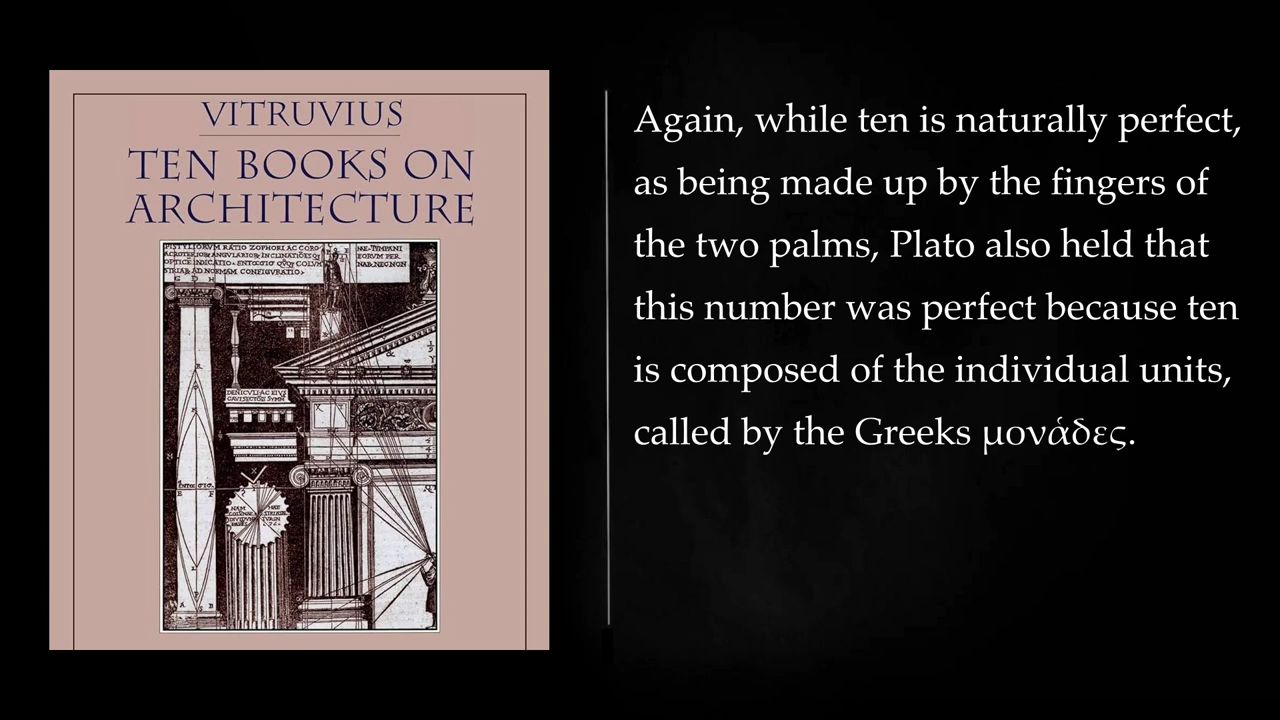 VITRUVIUS
TEN BOOKS ON
ARCHITECTURE
Again, while ten is naturally perfect,
as being made up by the fingers of
the two palms, Plato also held that
this number was perfect because ten
is composed of the individual units,
called by the Greeks μονάδες.